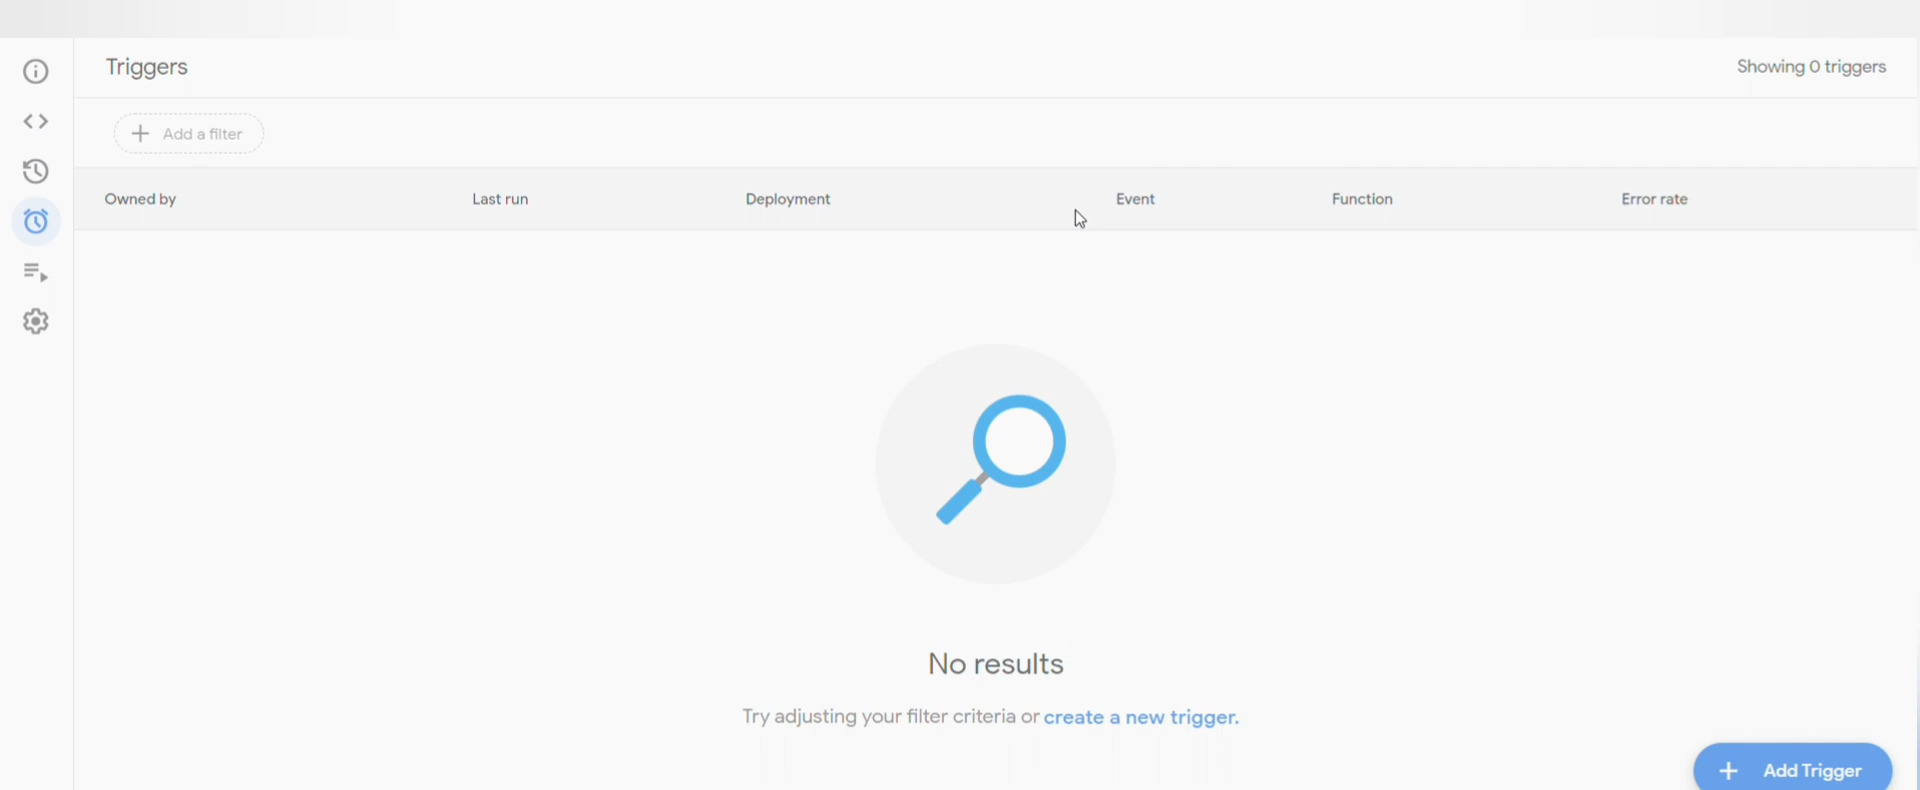 Triggers
Showing 0 triggers
Add a filter
Owned by Last run Deployment Event Function Error rate
No results
Try adjusting your filter criteria or create a new trigger.
Add Trigger